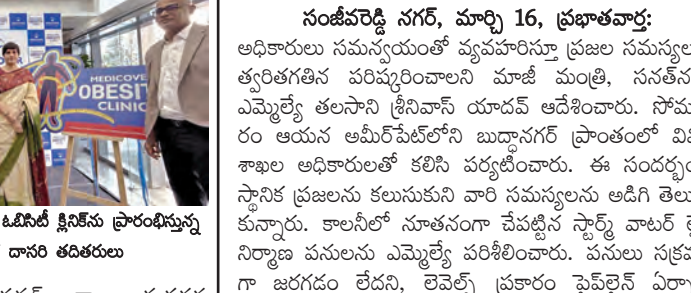 MEDICOVE
OBESIT
CLINIC
ఒబిసిటీ క్లినిక్‌ను ప్రారంభిస్తున్న
దాసరి తదితరులు
సంజీవరెడ్డి నగర్, మార్చి 16, ప్రభాతవార్త:
అధికారులు సమన్వయంతో వ్యవహరిస్తూ ప్రజల సమస్యల
త్వరితగతిన పరిష్కరించాలని మాజీ మంత్రి, సనత్‌న
ఎమ్మెల్యే తలసాని శ్రీనివాస్ యాదవ్ ఆదేశించారు. సోమ
రం ఆయన అమీర్‌పేట్‌లోని బుద్ధానగర్ ప్రాంతంలో వి
శాఖల అధికారులతో కలిసి పర్యటించారు. ఈ సందర్భం
స్థానిక ప్రజలను కలుసుకుని వారి సమస్యలను అడిగి తెలు
కున్నారు. కాలనీలో నూతనంగా చేపట్టిన స్టార్మ్ వాటర్ లై
నిర్మాణ పనులను ఎమ్మెల్యే పరిశీలించారు. పనులు సక్రమ
గా జరగడం లేదని, లెవెల్స్ ప్రకారం పైప్‌లైన్ ఏర్పా